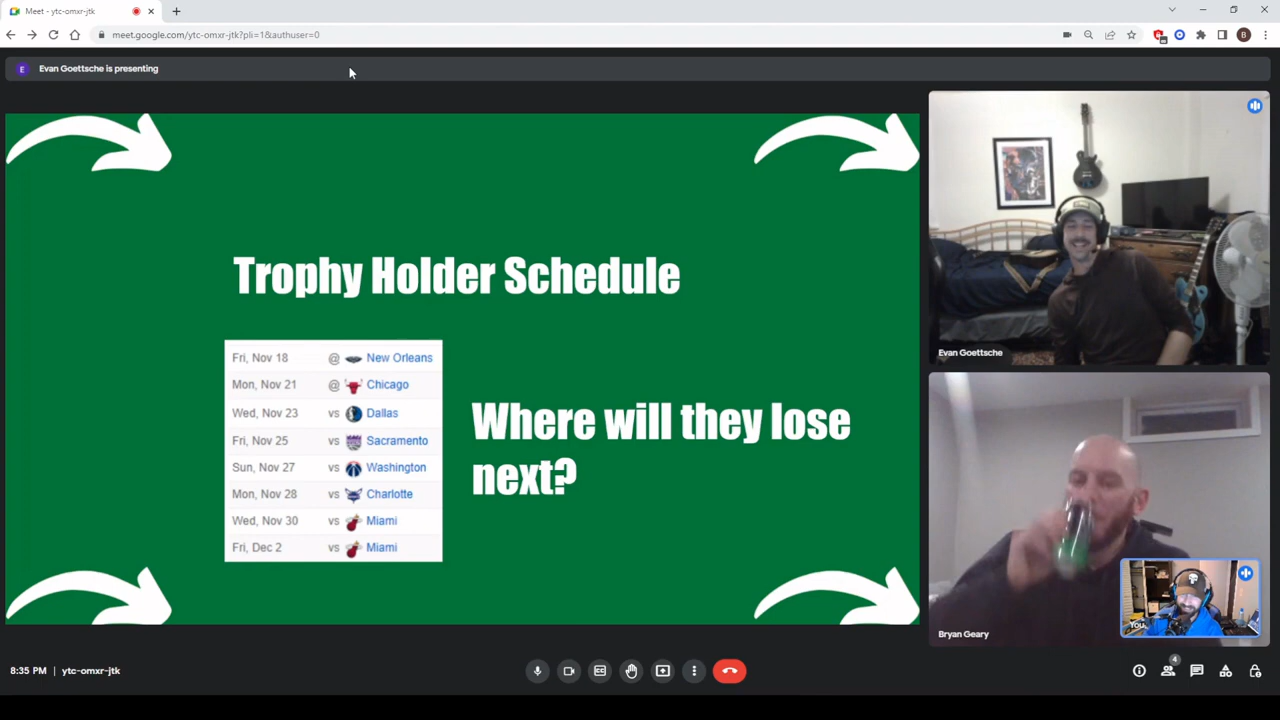 Meet - ytc-omxr-jtk
meet.google.com/ytc-omxr-jtk?pli=1&authuser=0
B
E Evan Goettsche is presenting
Trophy Holder Schedule
Fri, Nov 18 @ New Orleans
Mon, Nov 21 @ Chicago
Wed, Nov 23 vs Dallas
Fri, Nov 25 vs Sacramento
Sun, Nov 27 vs Washington
Mon, Nov 28 vs Charlotte
Wed, Nov 30 vs Miami
Fri, Dec 2 vs Miami
Where will they lose
next?
Evan Goettsche
You
Bryan Geary
8:35 PM | ytc-omxr-jtk
4